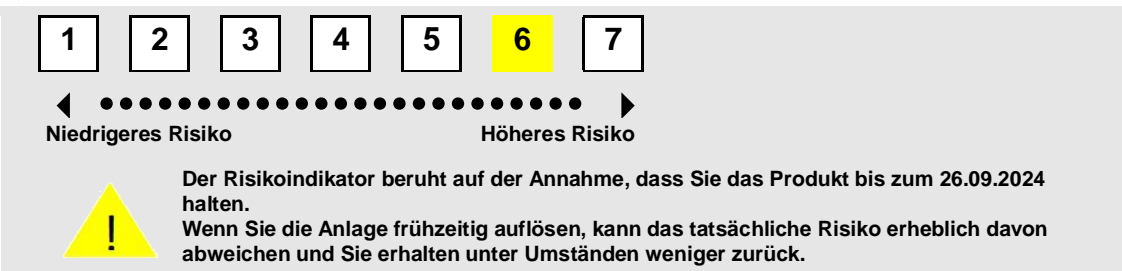 1 2 3 4 5 6 7
Niedrigeres Risiko Höheres Risiko
Der Risikoindikator beruht auf der Annahme, dass Sie das Produkt bis zum 26.09.2024
halten.
Wenn Sie die Anlage frühzeitig auflösen, kann das tatsächliche Risiko erheblich davon
abweichen und Sie erhalten unter Umständen weniger zurück.
!